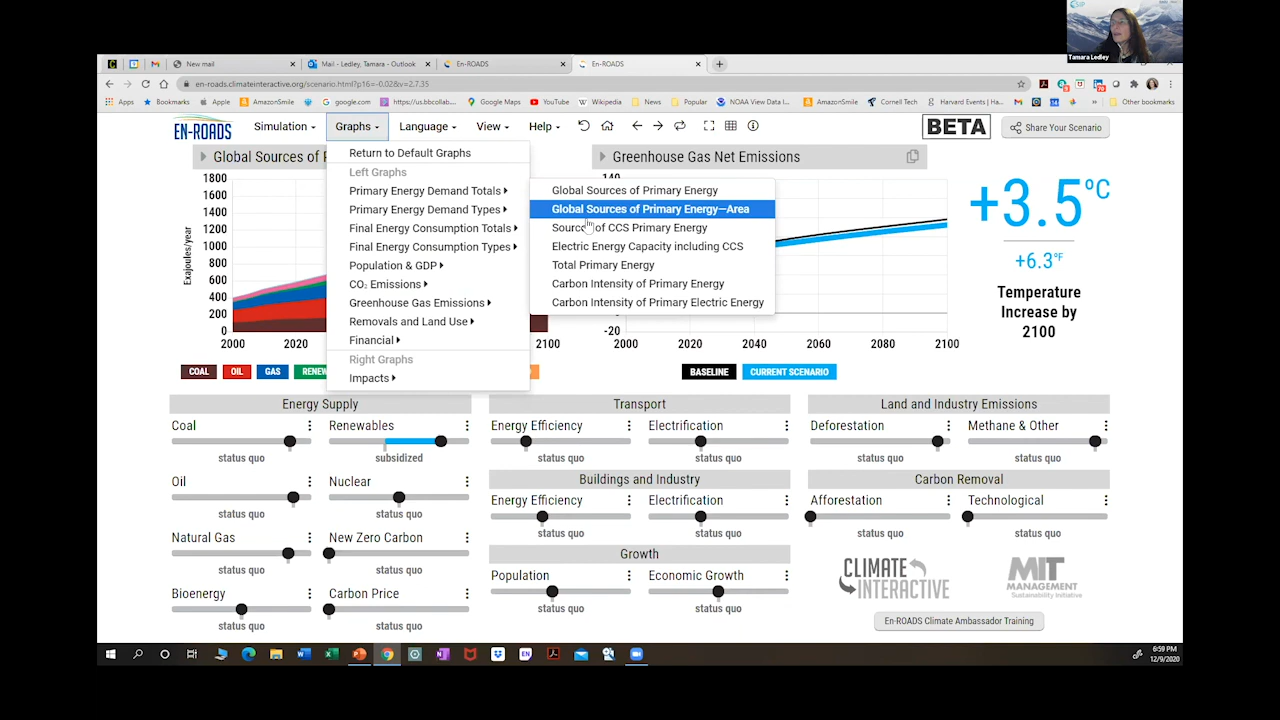 CSIP
Tamara Ledley
New mail
Mail - Ledley, Tamara - Outlook
En-ROADS
En-ROADS
en-roads.climateinteractive.org/scenario.html?p16=-0.02&v=2.7.35
Apps
Bookmarks
Apple
AmazonSmile
google.com
https://us.bbcollab...
Google Maps
YouTube
Wikipedia
News
Popular
NOAA View Data I...
AmazonSmile
Cornell Tech
Harvard Events | Ha...
Other bookmarks
EN-ROADS
Simulation
Graphs
Language
View
Help
BETA
Share Your Scenario
Global Sources of P
Return to Default Graphs
Left Graphs
Primary Energy Demand Totals
Primary Energy Demand Types
Final Energy Consumption Totals
Final Energy Consumption Types
Population & GDP
CO₂ Emissions
Greenhouse Gas Emissions
Removals and Land Use
Financial
Right Graphs
Impacts
Global Sources of Primary Energy
Global Sources of Primary Energy—Area
Sources of CCS Primary Energy
Electric Energy Capacity including CCS
Total Primary Energy
Carbon Intensity of Primary Energy
Carbon Intensity of Primary Electric Energy
Greenhouse Gas Net Emissions
Exajoules/year
1800
1600
1400
1200
1000
800
600
400
200
0
2000
2020
2100
140
-20
2000
2020
2040
2060
2080
2100
COAL
OIL
GAS
RENEW
BASELINE
CURRENT SCENARIO
+3.5°C
+6.3°F
Temperature
Increase by
2100
Energy Supply
Coal
status quo
Renewables
subsidized
Oil
status quo
Nuclear
status quo
Natural Gas
status quo
New Zero Carbon
status quo
Bioenergy
status quo
Carbon Price
status quo
Transport
Energy Efficiency
status quo
Electrification
status quo
Buildings and Industry
Energy Efficiency
status quo
Electrification
status quo
Growth
Population
status quo
Economic Growth
status quo
Land and Industry Emissions
Deforestation
status quo
Methane & Other
status quo
Carbon Removal
Afforestation
status quo
Technological
status quo
CLIMATE
INTERACTIVE
MIT
MANAGEMENT
Sustainability Initiative
En-ROADS Climate Ambassador Training
6:59 PM
12/9/2020